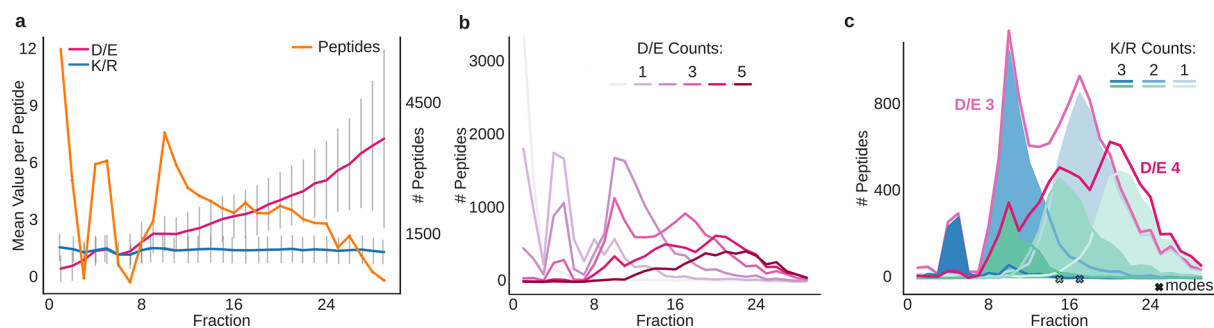 a
12
9
6
3
0
Mean Value per Peptide
D/E
K/R
Peptides
4500
1500
# Peptides
0
8
16
24
Fraction
b
3000
2000
1000
0
# Peptides
D/E Counts:
1 3 5
0
8
16
24
Fraction
c
800
400
0
# Peptides
K/R Counts:
3 2 1
D/E 3
D/E 4
modes
0
8
16
24
Fraction